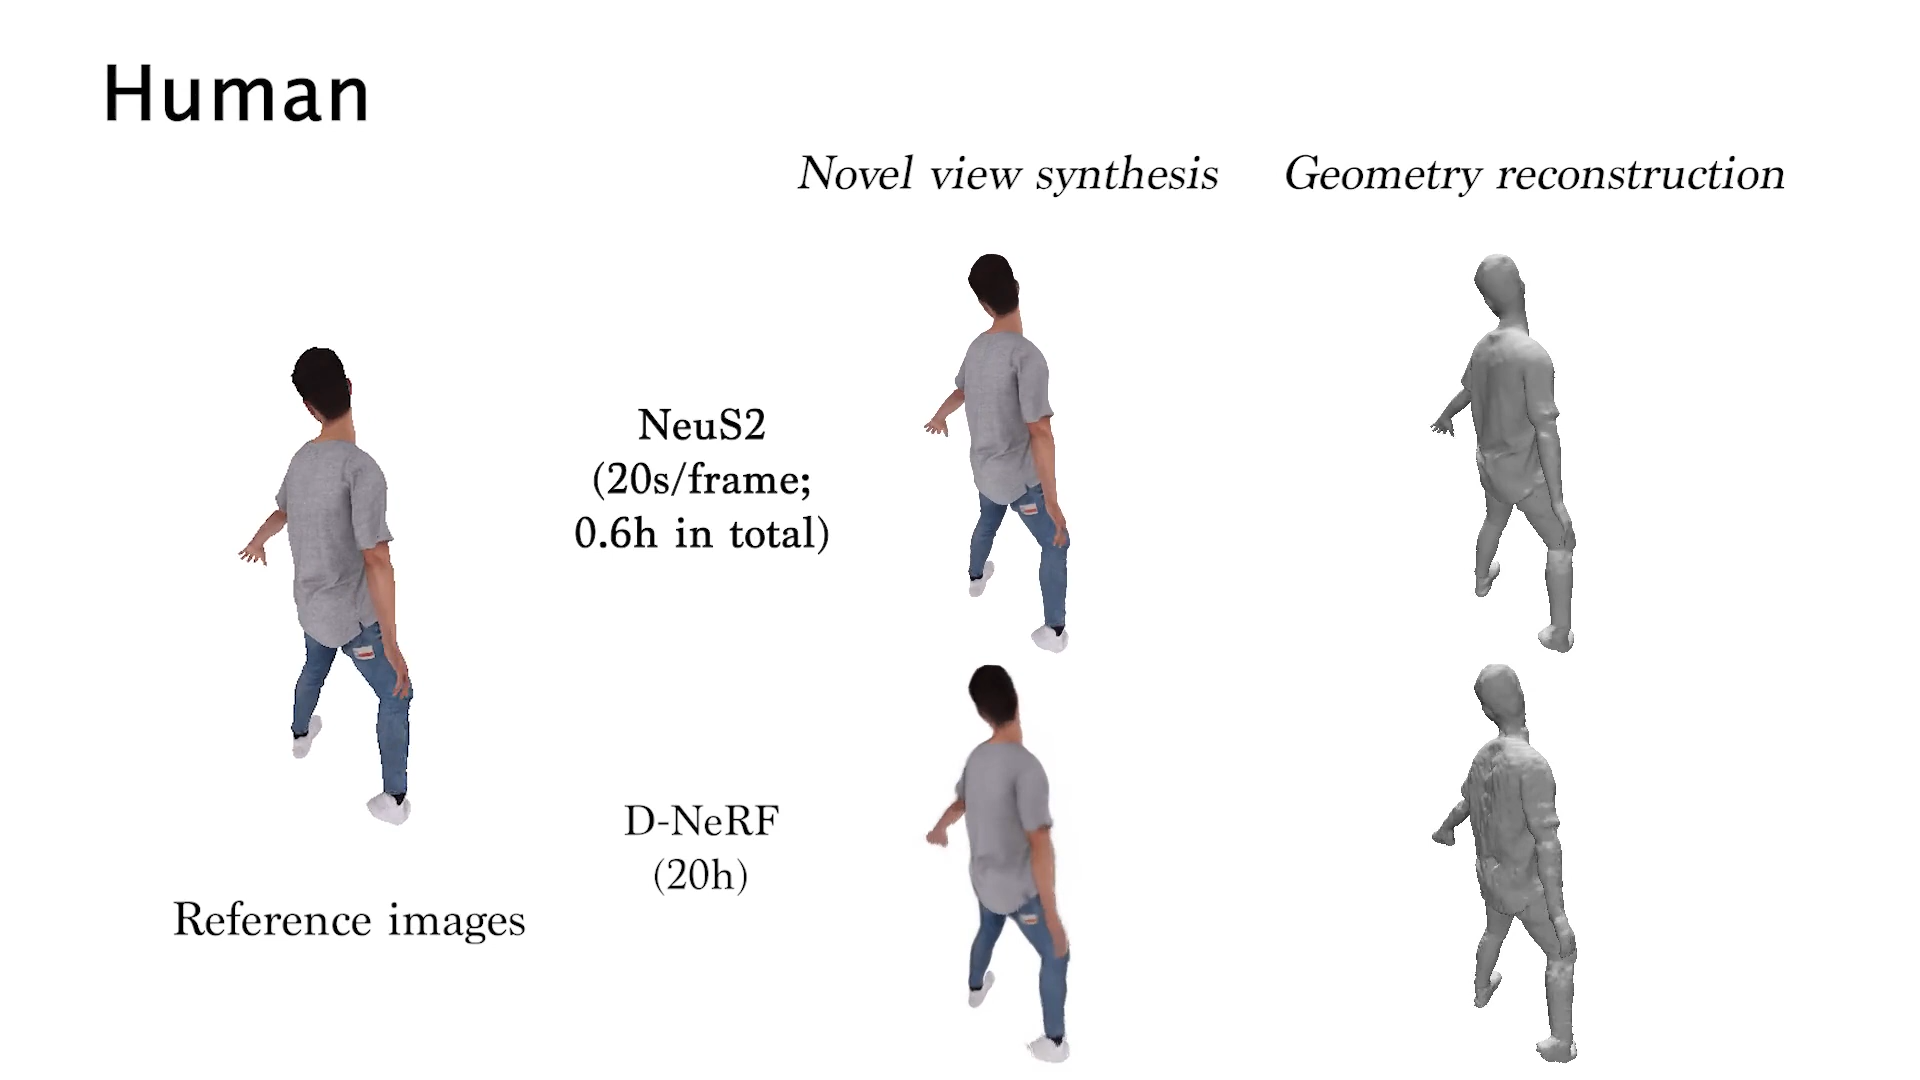 Human
Novel view synthesis
Geometry reconstruction
NeuS2
(20s/frame;
0.6h in total)
D-NeRF
(20h)
Reference images